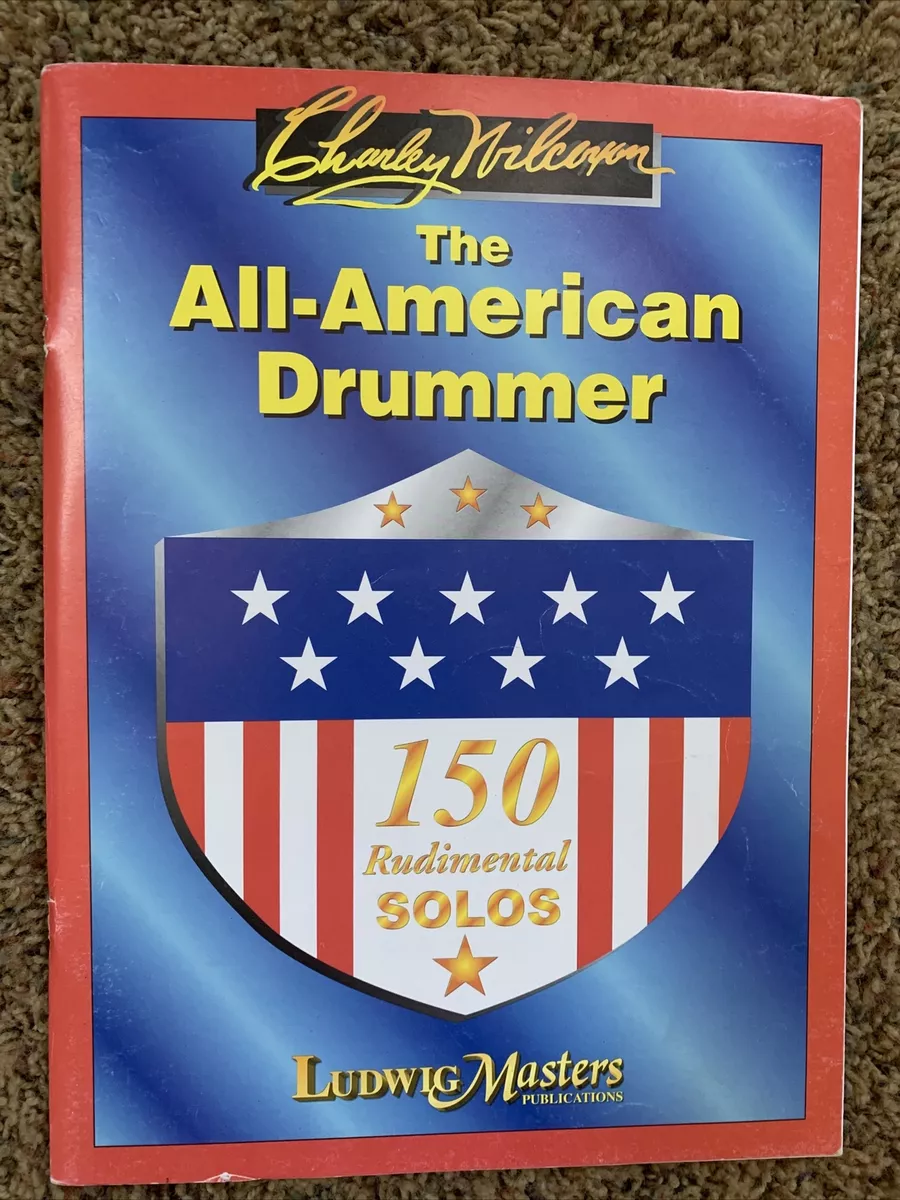 Charley Wilcoxon
The
All-American
Drummer
150
Rudimental
SOLOS
LUDWIG Masters
PUBLICATIONS